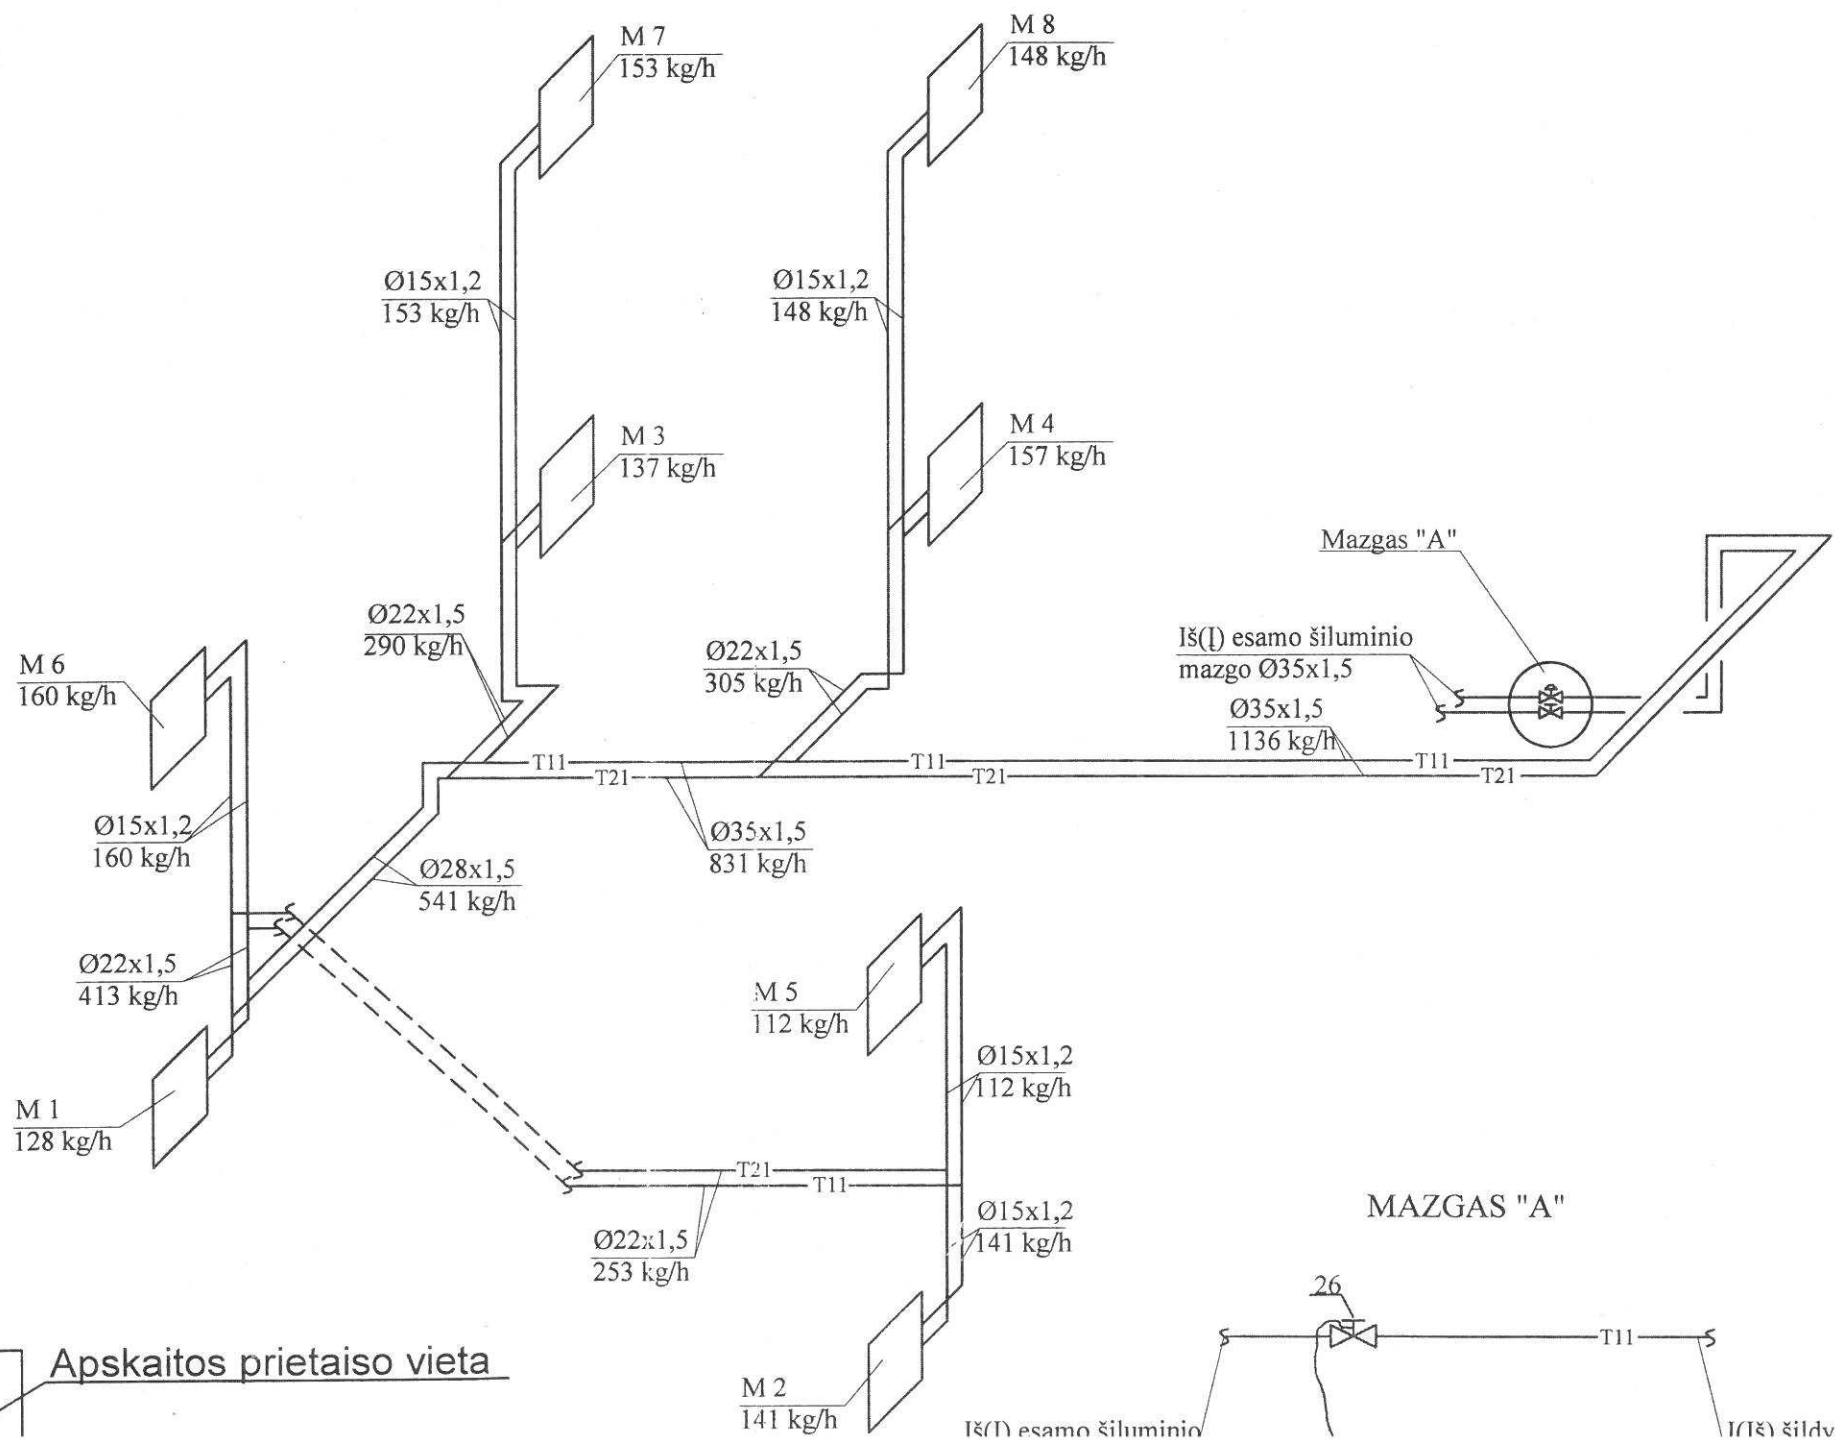 M 7
153 kg/h
M 8
148 kg/h
Ø15x1,2
153 kg/h
Ø15x1,2
148 kg/h
M 3
137 kg/h
M 4
157 kg/h
Mazgas "A"
Ø22x1,5
290 kg/h
Ø22x1,5
305 kg/h
Iš(Į) esamo šiluminio
mazgo Ø35x1,5
M 6
160 kg/h
Ø35x1,5
1136 kg/h
T11
T11
T11
T21
T21
T21
Ø15x1,2
160 kg/h
Ø35x1,5
831 kg/h
Ø28x1,5
541 kg/h
Ø22x1,5
413 kg/h
M 5
112 kg/h
Ø15x1,2
112 kg/h
M 1
128 kg/h
T21
T11
Ø15x1,2
141 kg/h
Ø22x1,5
253 kg/h
MAZGAS "A"
26
T11
Apskaitos prietaiso vieta
M 2
141 kg/h
Iš(Į) esamo šiluminio
Į(Iš) šildy